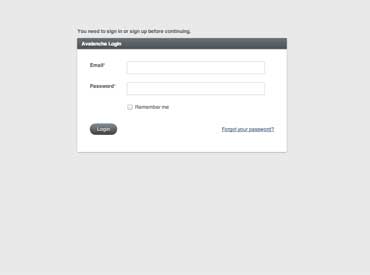 You need to sign in or sign up before continuing.
Avalanche Login
Email*
Password*
Remember me
Login
Forgot your password?